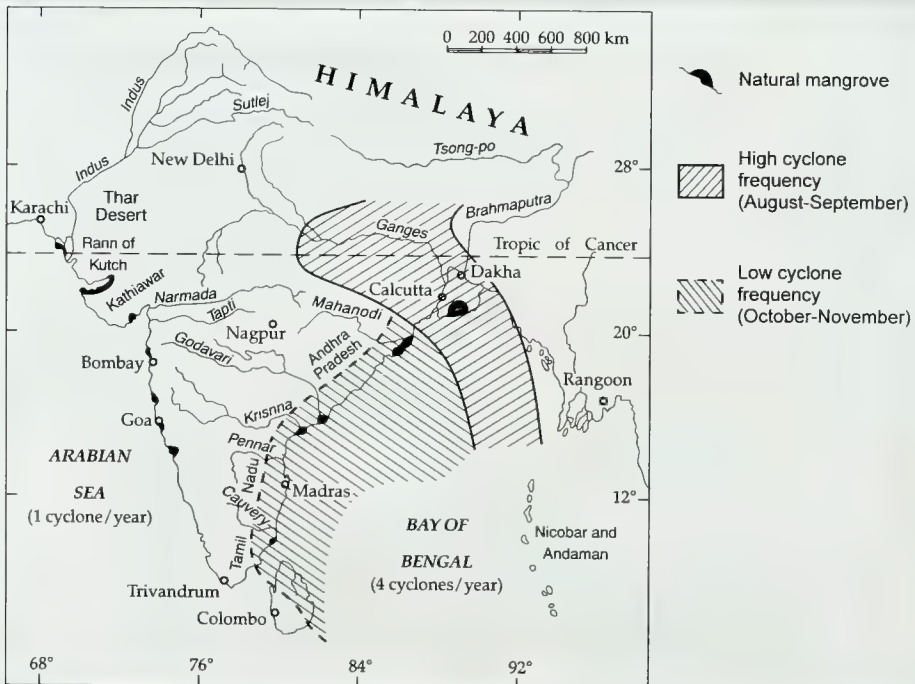 0 200 400 600 800 km
HIMALAYA
Indus
Sutlej
Tsong-po
Indus
New Delhi
28°
Karachi
Thar
Desert
Brahmaputra
Ganges
Rann of
Kutch
Tropic of Cancer
Dakha
Kathiawar
Calcutta
Narmada
Tapti
Mahanodi
Nagpur
20°
Andhra
Pradesh
Godavari
Bombay
Rangoon
Krisnna
Goa
Pennar
ARABIAN
SEA
(1 cyclone/year)
Nadu
Madras
12°
Cauvery
BAY OF
BENGAL
(4 cyclones/year)
Nicobar and
Andaman
Tamil
Trivandrum
Colombo
68°
76°
84°
92°
Natural mangrove
High cyclone
frequency
(August-September)
Low cyclone
frequency
(October-November)